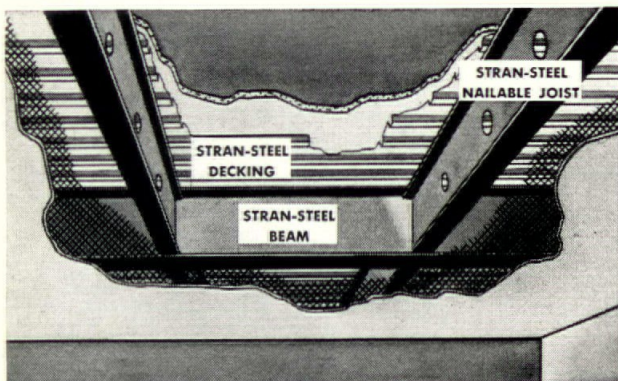 STRAN-STEEL
NAILABLE JOIST
STRAN-STEEL
DECKING
STRAN-STEEL
BEAM